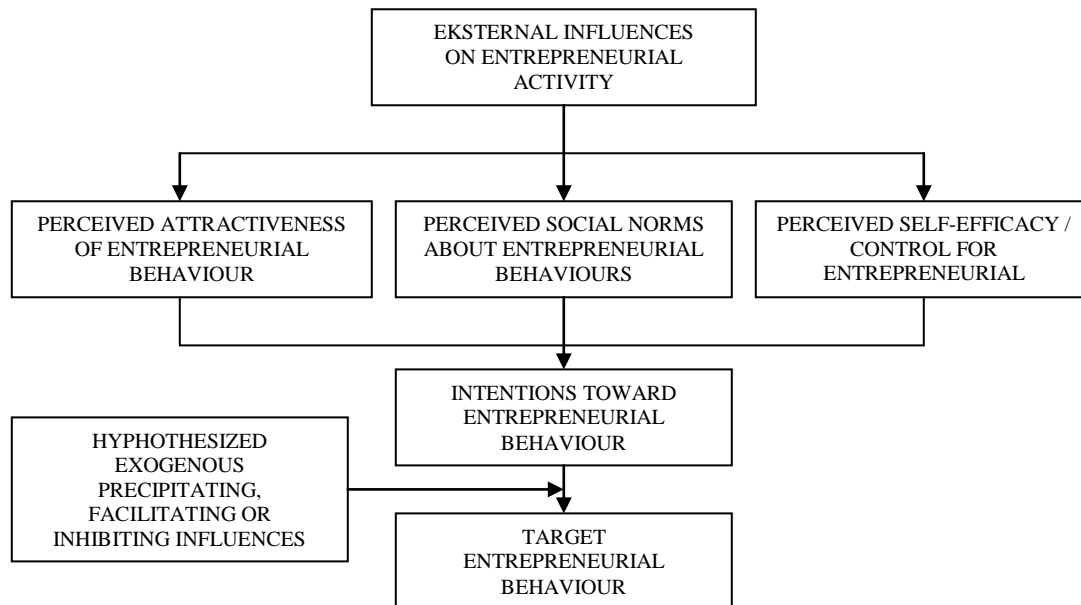 EKSTERNAL INFLUENCES
ON ENTREPRENEURIAL
ACTIVITY
PERCEIVED ATTRACTIVENESS
OF ENTREPRENEURIAL
BEHAVIOUR
PERCEIVED SOCIAL NORMS
ABOUT ENTREPRENEURIAL
BEHAVIOURS
PERCEIVED SELF-EFFICACY /
CONTROL FOR
ENTREPRENEURIAL
INTENTIONS TOWARD
ENTREPRENEURIAL
BEHAVIOUR
HYPHOTHESIZED
EXOGENOUS
PRECIPITATING,
FACILITATING OR
INHIBITING INFLUENCES
TARGET
ENTREPRENEURIAL
BEHAVIOUR